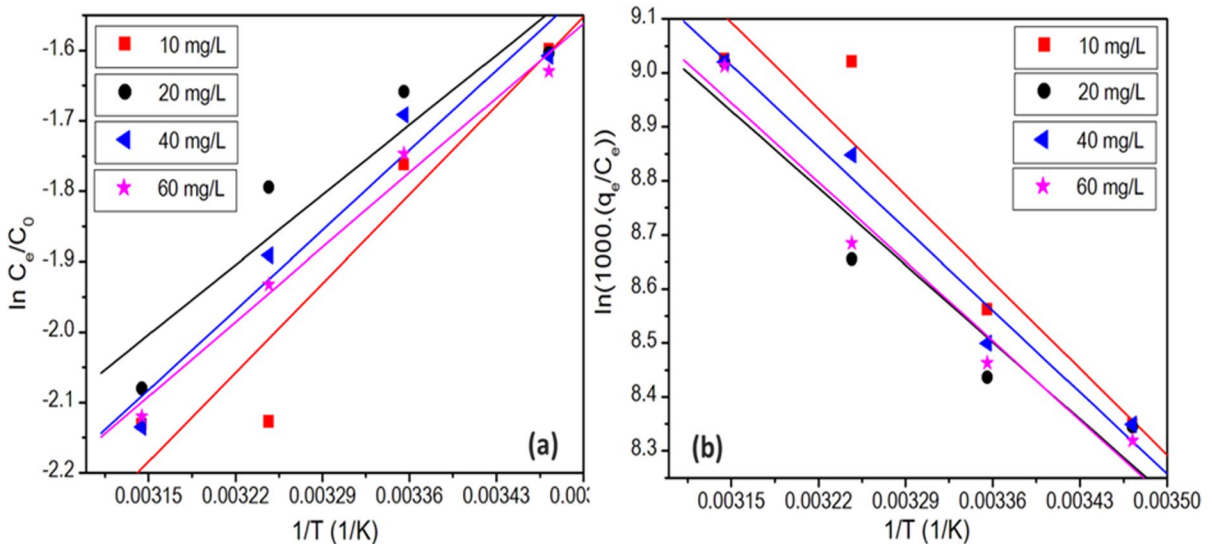 -1.6
-1.7
-1.8
-1.9
-2.0
-2.1
-2.2
ln Cₑ/C₀
10 mg/L
20 mg/L
40 mg/L
60 mg/L
(a)
0.00315 0.00322 0.00329 0.00336 0.00343 0.003
1/T (1/K)
9.1
9.0
8.9
8.8
8.7
8.6
8.5
8.4
8.3
ln(1000.(qₑ/Cₑ))
10 mg/L
20 mg/L
40 mg/L
60 mg/L
(b)
0.00315 0.00322 0.00329 0.00336 0.00343 0.00350
1/T (1/K)